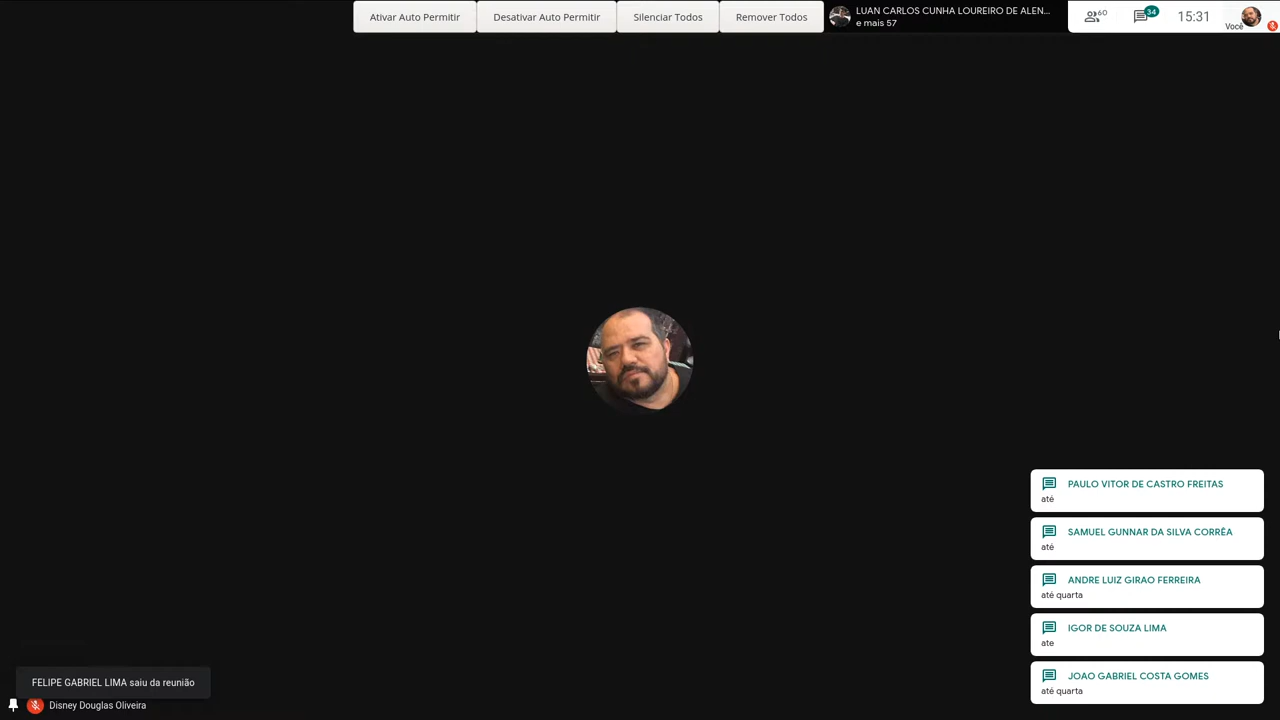 Ativar Auto Permitir
Desativar Auto Permitir
Silenciar Todos
Remover Todos
LUAN CARLOS CUNHA LOUREIRO DE ALEN...
e mais 57
60
34
15:31
Você
PAULO VITOR DE CASTRO FREITAS
até
SAMUEL GUNNAR DA SILVA CORRÊA
até
ANDRE LUIZ GIRAO FERREIRA
até quarta
IGOR DE SOUZA LIMA
ate
JOAO GABRIEL COSTA GOMES
até quarta
FELIPE GABRIEL LIMA saiu da reunião
Disney Douglas Oliveira